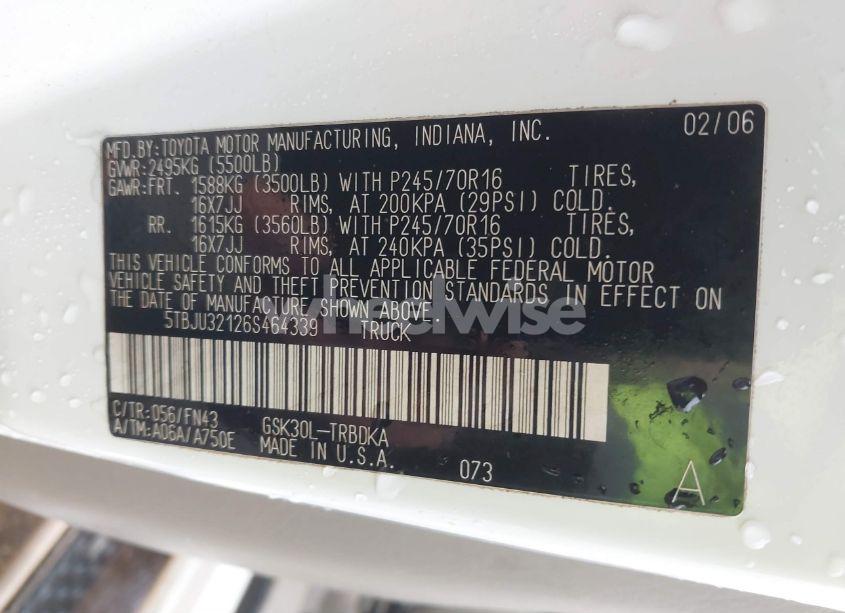 MFD.BY:TOYOTA MOTOR MANUFACTURING, INDIANA, INC. 02/06
GVWR:2495KG (5500LB)
GAWR:FRT. 1588KG (3500LB) WITH P245/70R16 TIRES,
16X7JJ RIMS, AT 200KPA (29PSI) COLD.
RR. 1615KG (3560LB) WITH P245/70R16 TIRES,
16X7JJ RIMS, AT 240KPA (35PSI) COLD.
THIS VEHICLE CONFORMS TO ALL APPLICABLE FEDERAL MOTOR
VEHICLE SAFETY AND THEFT PREVENTION STANDARDS IN EFFECT ON
THE DATE OF MANUFACTURE SHOWN ABOVE.
wheelwise
5TBJU32126S464339 TRUCK
C/TR:056/FN43 GSK30L-TRBDKA
A/TM:A06A/A750E MADE IN U.S.A. 073 A